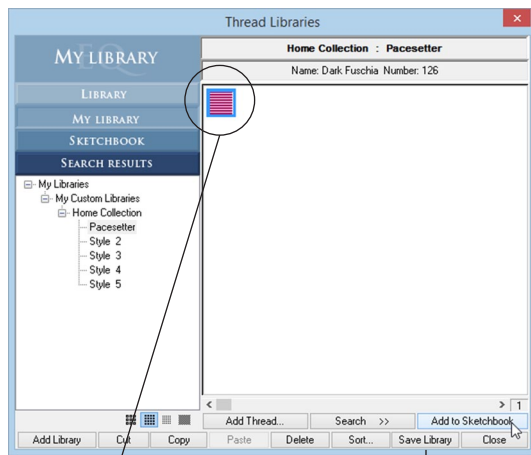 Thread Libraries
MY LIBRARY
Home Collection : Pacesetter
Name: Dark Fuschia Number: 126
LIBRARY
MY LIBRARY
SKETCHBOOK
SEARCH RESULTS
My Libraries
My Custom Libraries
Home Collection
Pacesetter
Style 2
Style 3
Style 4
Style 5
1
Add Thread... Search >> Add to Sketchbook
Add Library Cut Copy Paste Delete Sort... Save Library Close